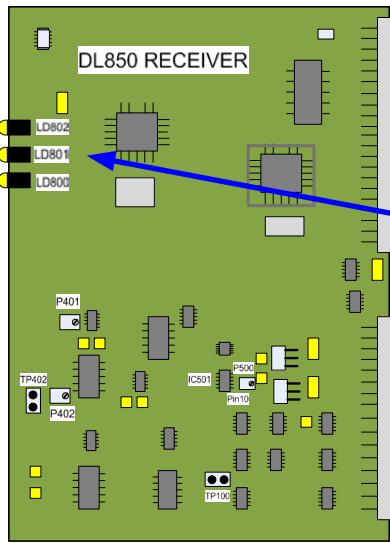 DL850 RECEIVER
LD802
LD801
LD800
P401
TP402
P402
IC501
P500
Pin10
TP100